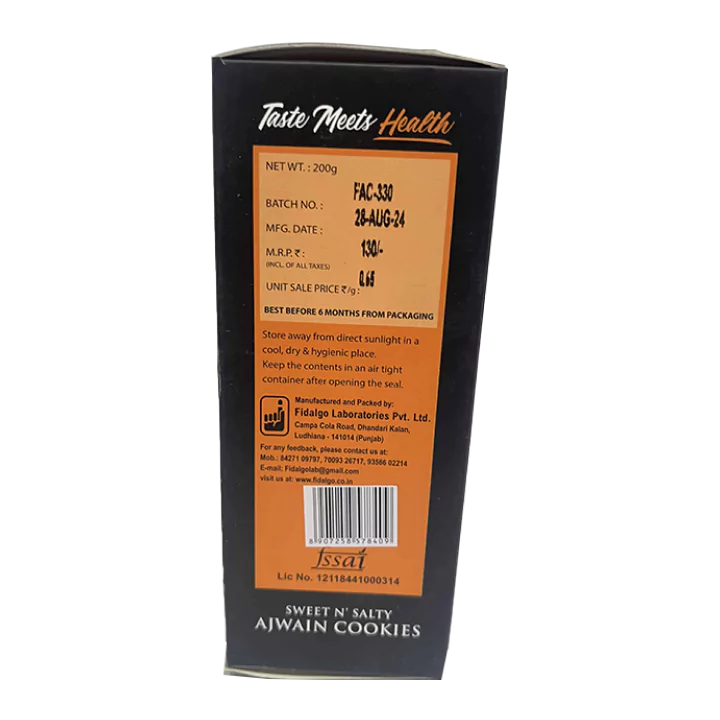 Taste Meets Health
NET WT. : 200g
BATCH NO. : FAC-330
MFG. DATE : 28-AUG-24
M.R.P. ₹ : 130/-
(INCL. OF ALL TAXES)
UNIT SALE PRICE ₹/g : 0.65
BEST BEFORE 6 MONTHS FROM PACKAGING
Store away from direct sunlight in a
cool, dry & hygienic place.
Keep the contents in an air tight
container after opening the seal.
Manufactured and Packed by:
Fidalgo Laboratories Pvt. Ltd.
Campa Cola Road, Dhandari Kalan,
Ludhiana - 141014 (Punjab)
For any feedback, please contact us at:
Mob.: 84271 09797, 70093 26717, 93566 02214
E-mail: Fidalgolab@gmail.com
visit us at: www.fidalgo.co.in
8 907258 578409
fssai
Lic No. 12118441000314
SWEET N' SALTY
AJWAIN COOKIES